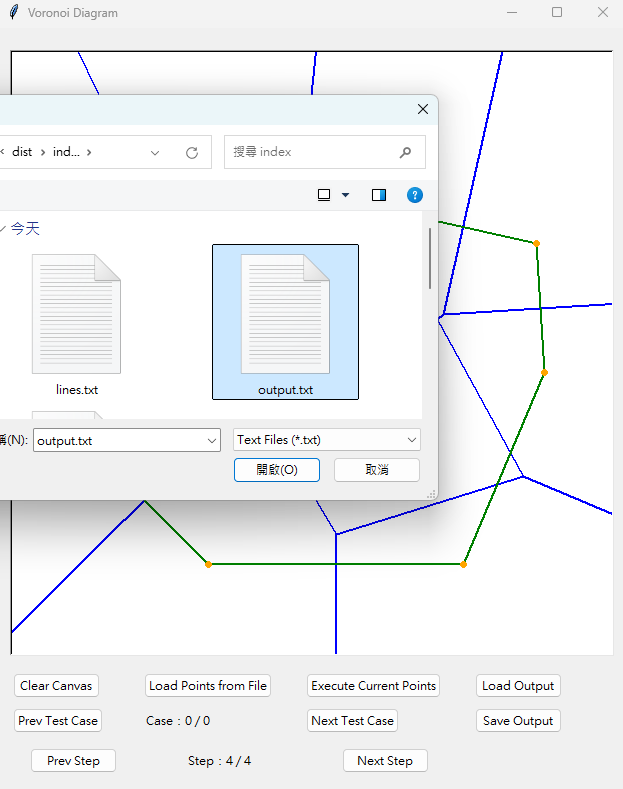 Voronoi Diagram
dist > ind... >
搜尋 index
今天
lines.txt
output.txt
稱(N):
output.txt
Text Files (*.txt)
開啟(O)
取消
Clear Canvas
Load Points from File
Execute Current Points
Load Output
Prev Test Case
Case : 0 / 0
Next Test Case
Save Output
Prev Step
Step : 4 / 4
Next Step